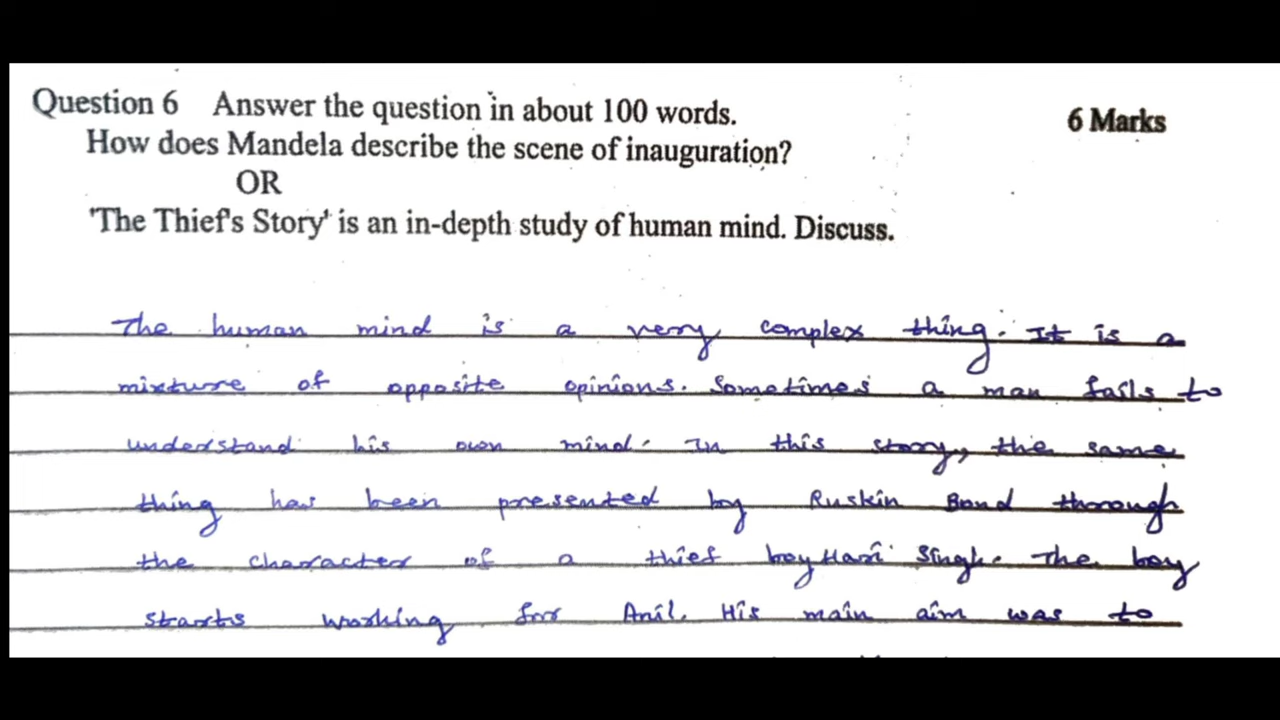 Question 6 Answer the question in about 100 words.
6 Marks
How does Mandela describe the scene of inauguration?
OR
'The Thief's Story' is an in-depth study of human mind. Discuss.
The human mind is a very complex thing. It is a
mixture of opposite opinions. Sometimes a man fails to
understand his own mind. In this story, the same
thing has been presented by Ruskin Bond through
the character of a thief boy Hari Singh. The boy
starts working for Anil. His main aim was to